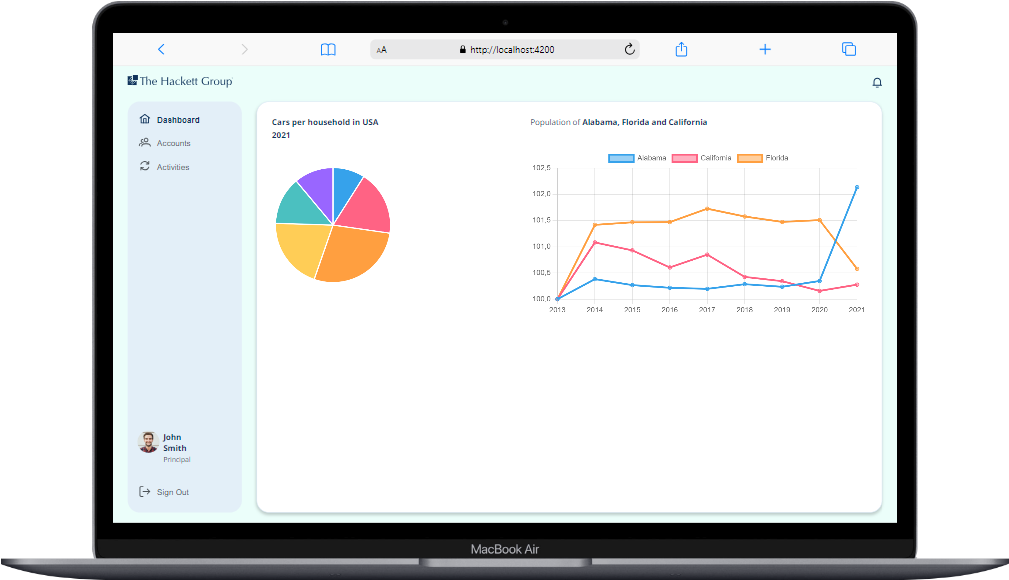 AA http://localhost:4200
The Hackett Group
Dashboard
Accounts
Activities
John
Smith
Principal
Sign Out
Cars per household in USA
2021
Population of Alabama, Florida and California
Alabama California Florida
102,5
102,0
101,5
101,0
100,5
100,0
2013 2014 2015 2016 2017 2018 2019 2020 2021
MacBook Air